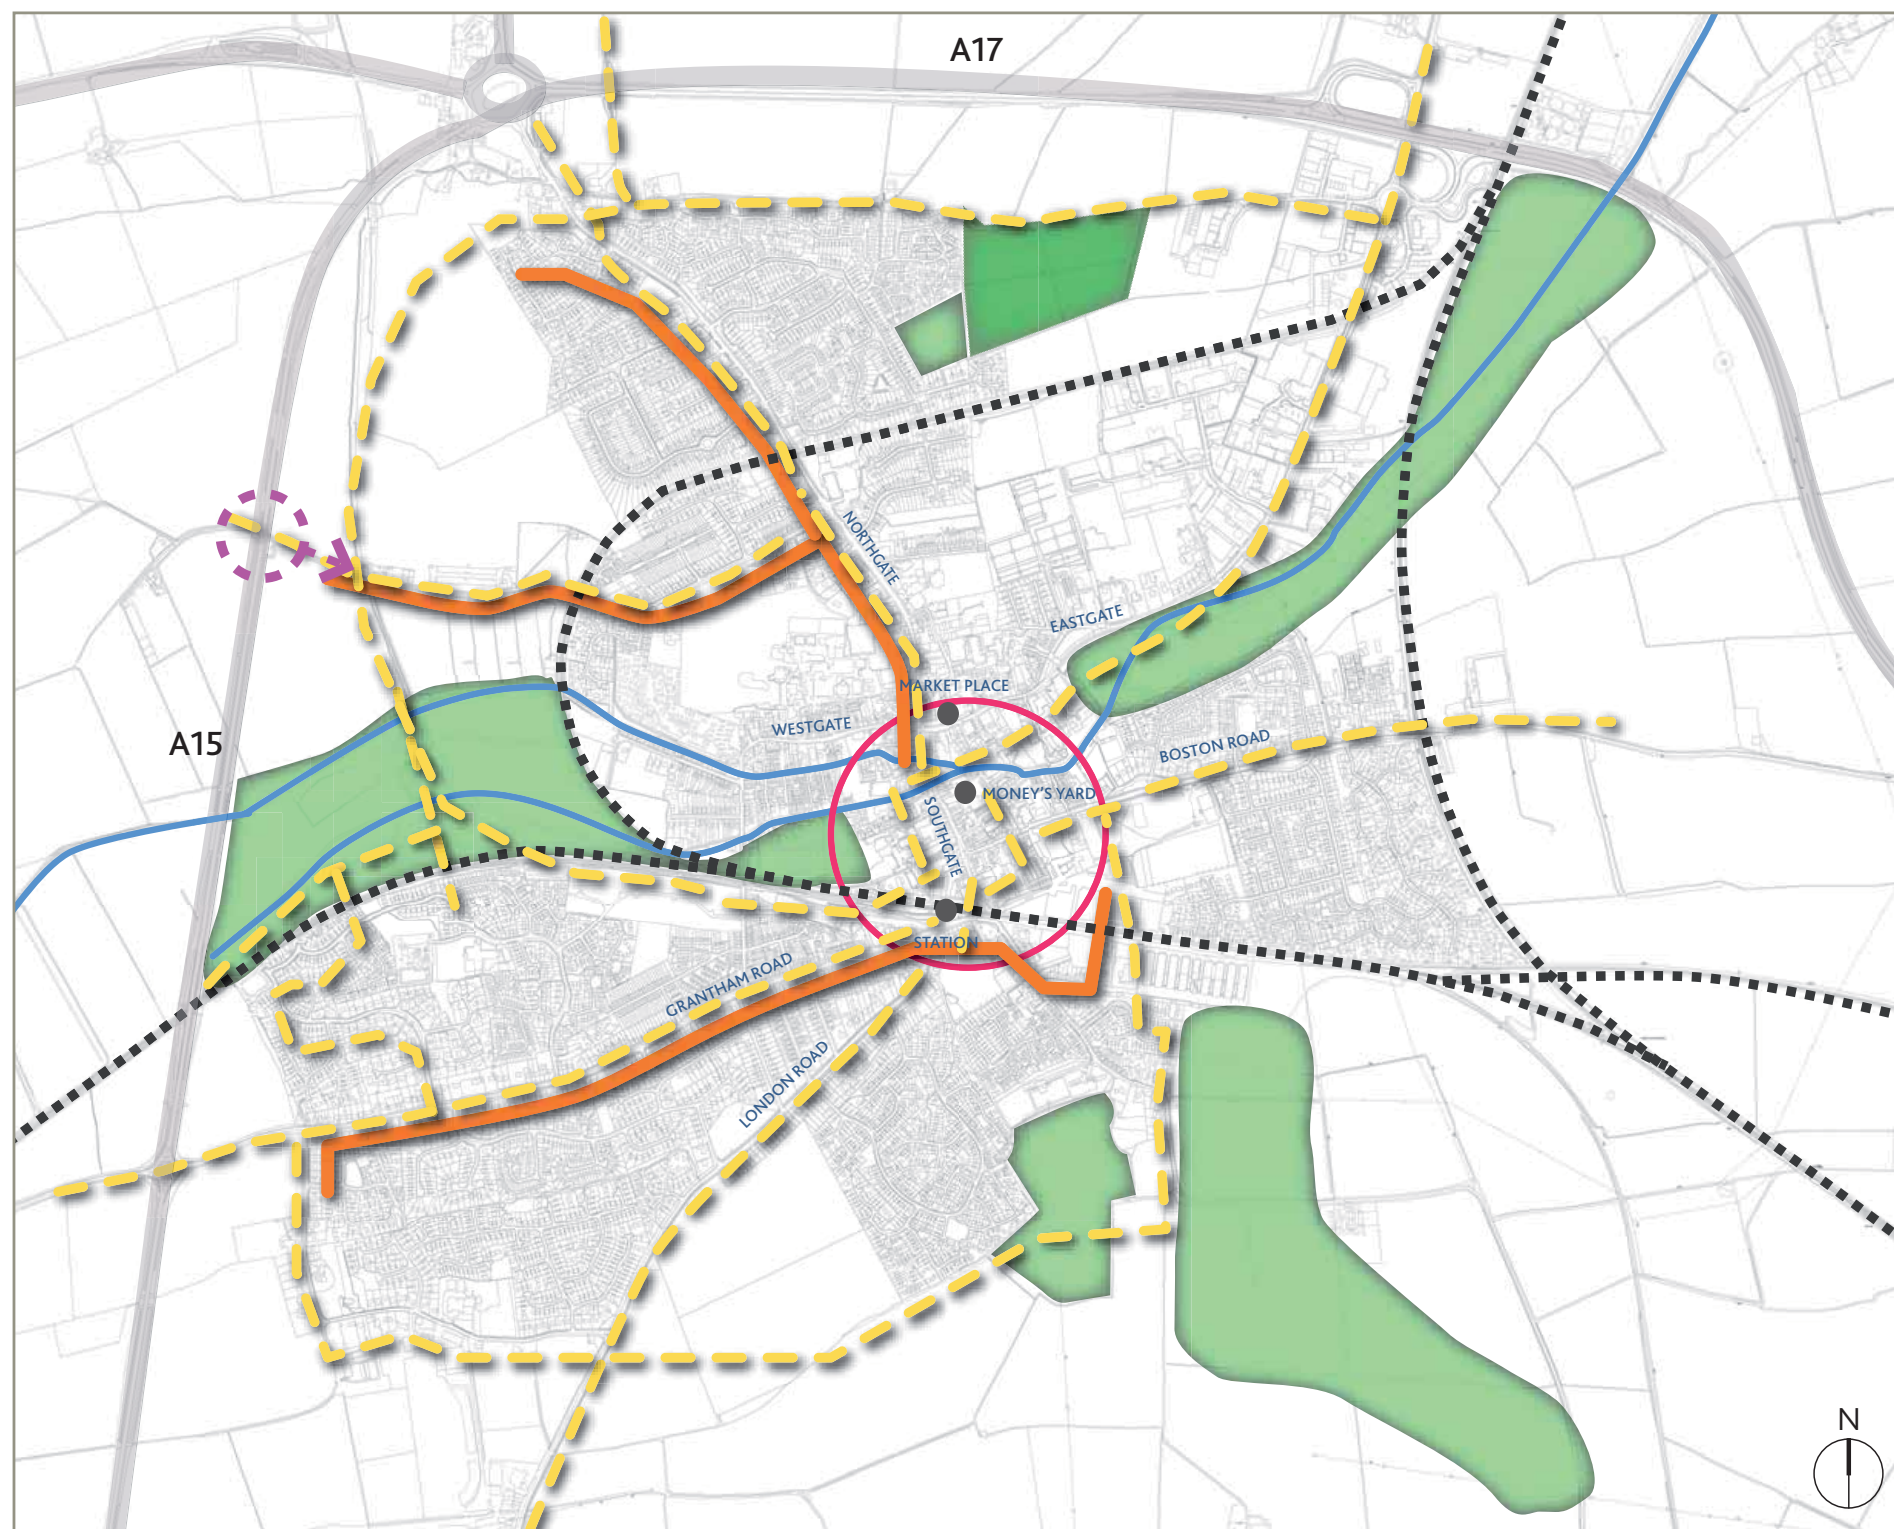 A17
NORTHGATE
EASTGATE
MARKET PLACE
WESTGATE
A15
BOSTON ROAD
MONEY'S YARD
SOUTHGATE
STATION
GRANTHAM ROAD
LONDON ROAD
N